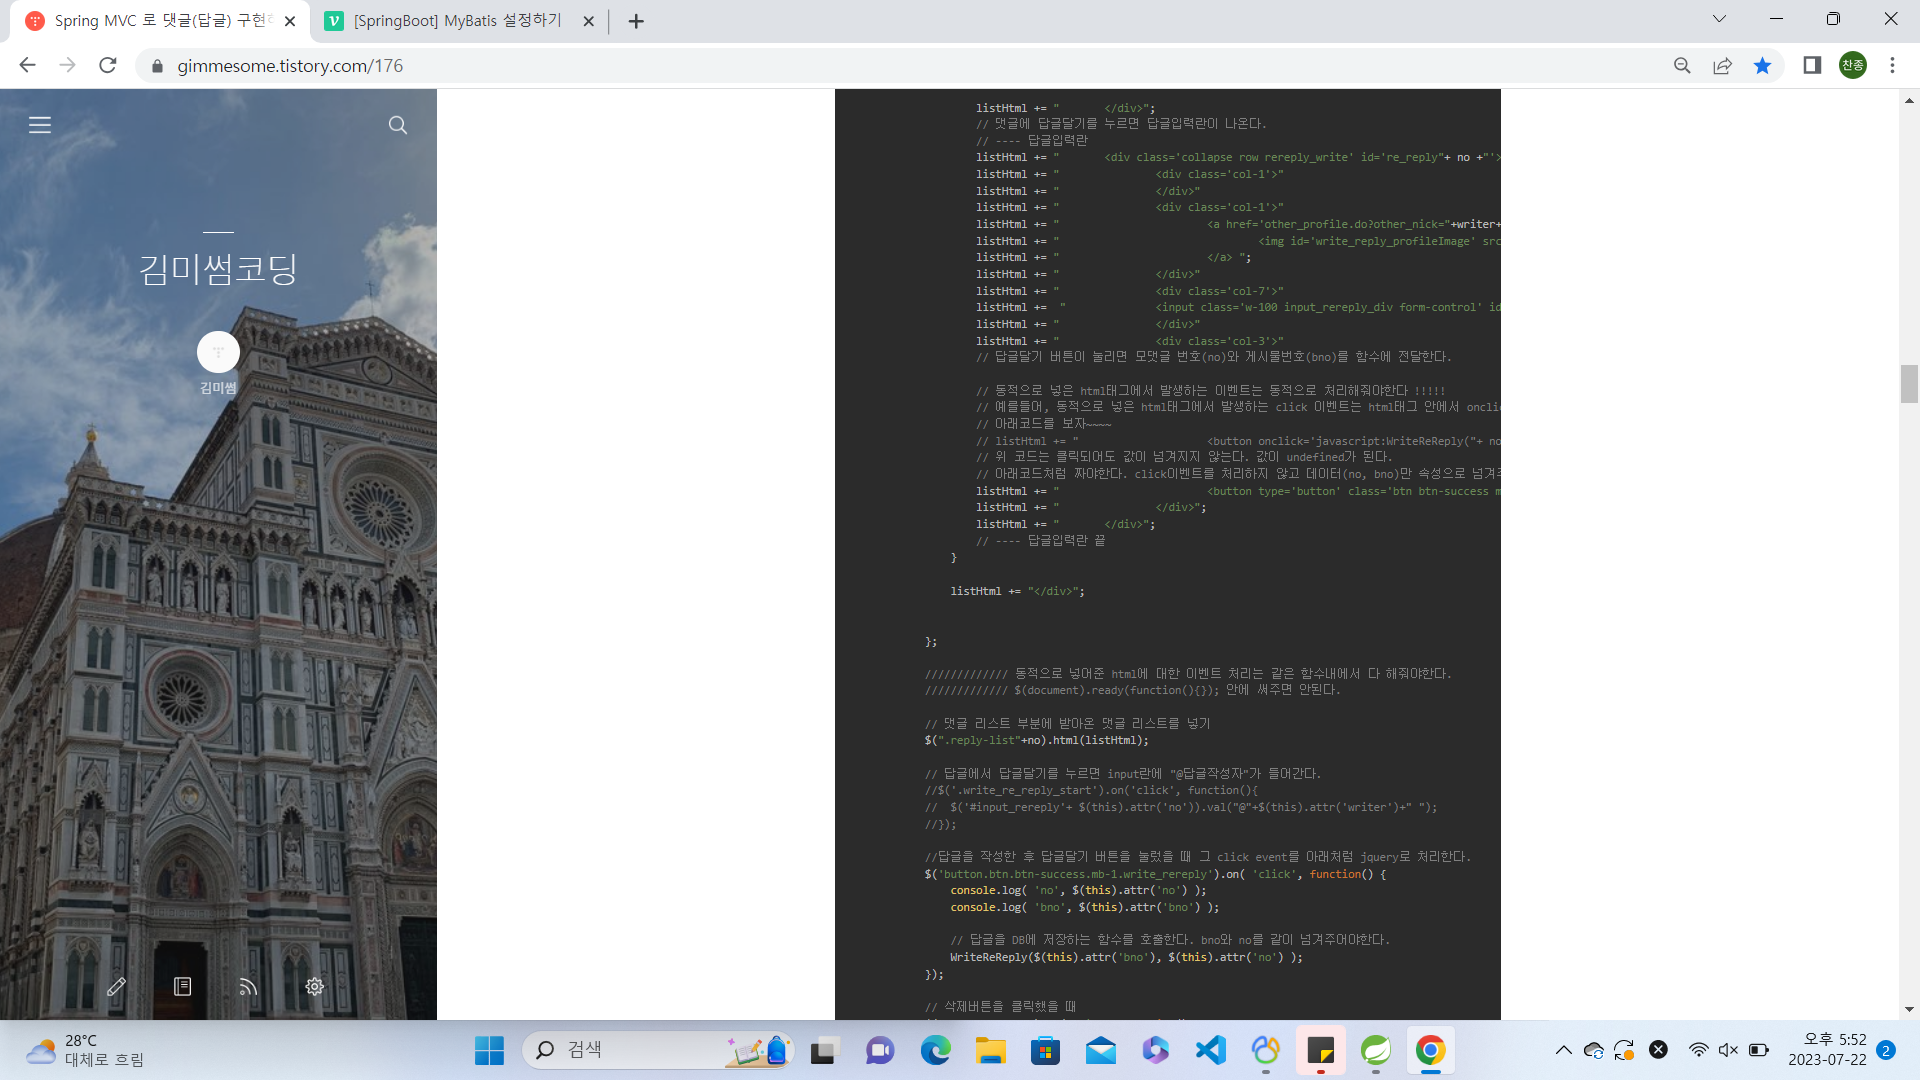 Spring MVC 로 댓글(답글) 구현하
[SpringBoot] MyBatis 설정하기
gimmesome.tistory.com/176
찬종
김미썸코딩
김미썸
listHtml += "       </div>";
// 댓글에 답글달기를 누르면 답글입력란이 나온다.
// ---- 답글입력란
listHtml += "       <div class='collapse row rereply_write' id='re_reply"+ no +"'>
listHtml += "               <div class='col-1'>"
listHtml += "               </div>"
listHtml += "               <div class='col-1'>"
listHtml += "                       <a href='other_profile.do?other_nick="+writer+
listHtml += "                               <img id='write_reply_profileImage' src
listHtml += "                       </a> ";
listHtml += "               </div>"
listHtml += "               <div class='col-7'>"
listHtml +=  "              <input class='w-100 input_rereply_div form-control' id
listHtml += "               </div>"
listHtml += "               <div class='col-3'>"
// 답글달기 버튼이 눌리면 모댓글 번호(no)와 게시물번호(bno)를 함수에 전달한다.
// 동적으로 넣은 html태그에서 발생하는 이벤트는 동적으로 처리해줘야한다 !!!!!
// 예를들어, 동적으로 넣은 html태그에서 발생하는 click 이벤트는 html태그 안에서 onclic
// 아래코드를 보자~~~~
// listHtml += "                    <button onclick='javascript:WriteReReply("+ no
// 위 코드는 클릭되어도 값이 넘겨지지 않는다. 값이 undefined가 된다.
// 아래코드처럼 짜야한다. click이벤트를 처리하지 않고 데이터(no, bno)만 속성으로 넘겨주
listHtml += "                       <button type='button' class='btn btn-success m
listHtml += "               </div>";
listHtml += "       </div>";
// ---- 답글입력란 끝
}
listHtml += "</div>";
};
///////////// 동적으로 넣어준 html에 대한 이벤트 처리는 같은 함수내에서 다 해줘야한다.
///////////// $(document).ready(function(){}); 안에 써주면 안된다.
// 댓글 리스트 부분에 받아온 댓글 리스트를 넣기
$(".reply-list"+no).html(listHtml);
// 답글에서 답글달기를 누르면 input란에 "@답글작성자"가 들어간다.
//$('.write_re_reply_start').on('click', function(){
//  $('#input_rereply'+ $(this).attr('no')).val("@"+$(this).attr('writer')+" ");
//});
//답글을 작성한 후 답글달기 버튼을 눌렀을 때 그 click event를 아래처럼 jquery로 처리한다.
$('button.btn.btn-success.mb-1.write_rereply').on( 'click', function() {
console.log( 'no', $(this).attr('no') );
console.log( 'bno', $(this).attr('bno') );
// 답글을 DB에 저장하는 함수를 호출한다. bno와 no를 같이 넘겨주어야한다.
WriteReReply($(this).attr('bno'), $(this).attr('no') );
});
// 삭제버튼을 클릭했을 때
28°C
대체로 흐림
검색
오후 5:52
2023-07-22
2